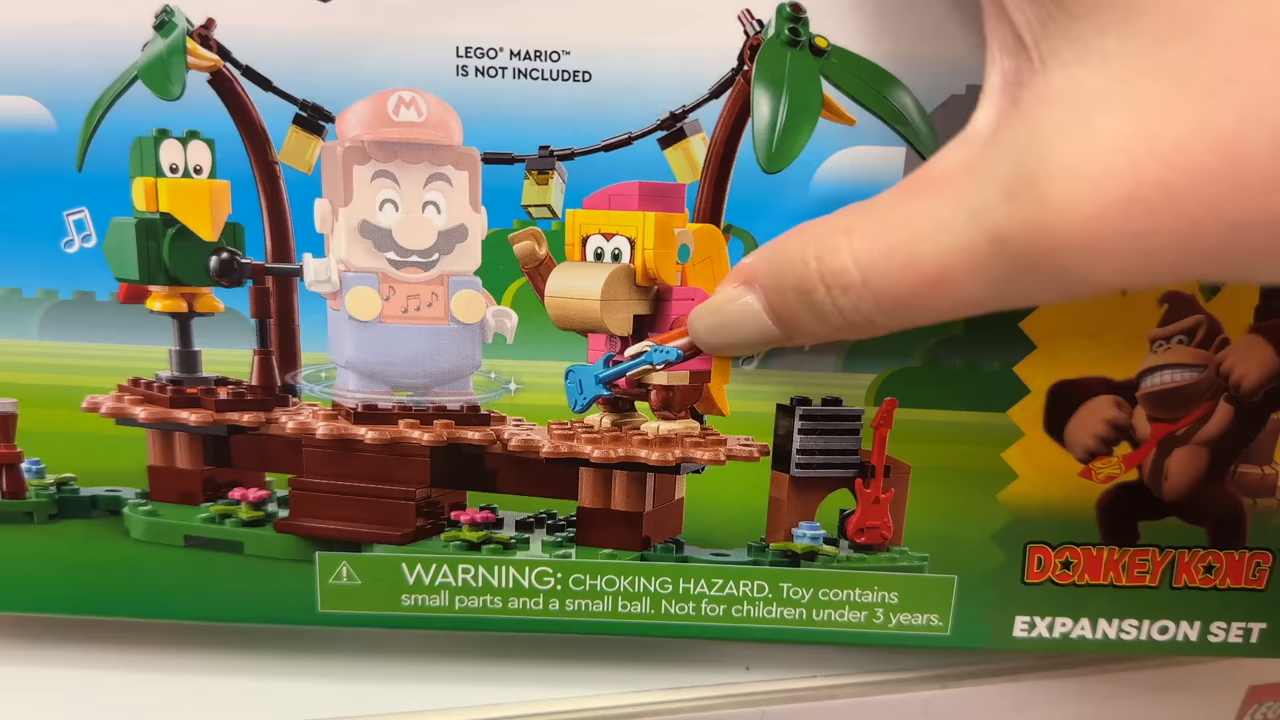 LEGO® MARIO™
IS NOT INCLUDED
M
WARNING: CHOKING HAZARD. Toy contains
small parts and a small ball. Not for children under 3 years.
DONKEY KONG
EXPANSION SET
LEGO